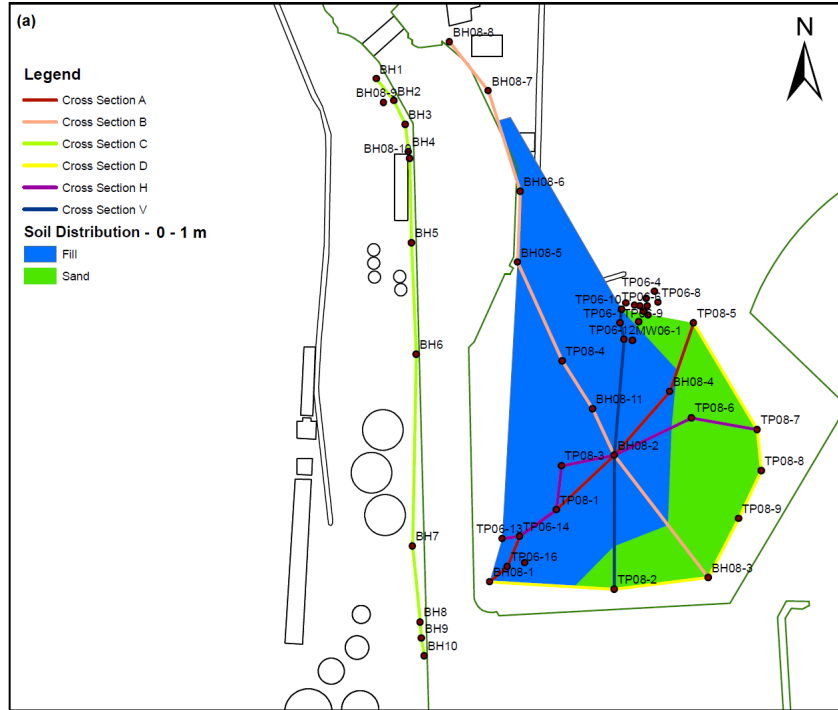 (a)
N
Legend
Cross Section A
Cross Section B
Cross Section C
Cross Section D
Cross Section H
Cross Section V
Soil Distribution - 0 - 1 m
Fill
Sand
BH08-8
BH1
BH08-7
BH08-9
BH2
BH3
BH4
BH08-10
BH08-6
BH5
BH08-5
TP06-4
TP06-10
TP06-6
TP06-8
TP06-9
TP08-5
TP06-12
MW06-1
BH6
TP08-4
BH08-4
BH08-11
TP08-6
TP08-7
BH08-2
TP08-3
TP08-8
TP08-1
TP08-9
TP06-13
TP06-14
BH7
TP06-16
BH08-1
TP08-2
BH08-3
BH8
BH9
BH10